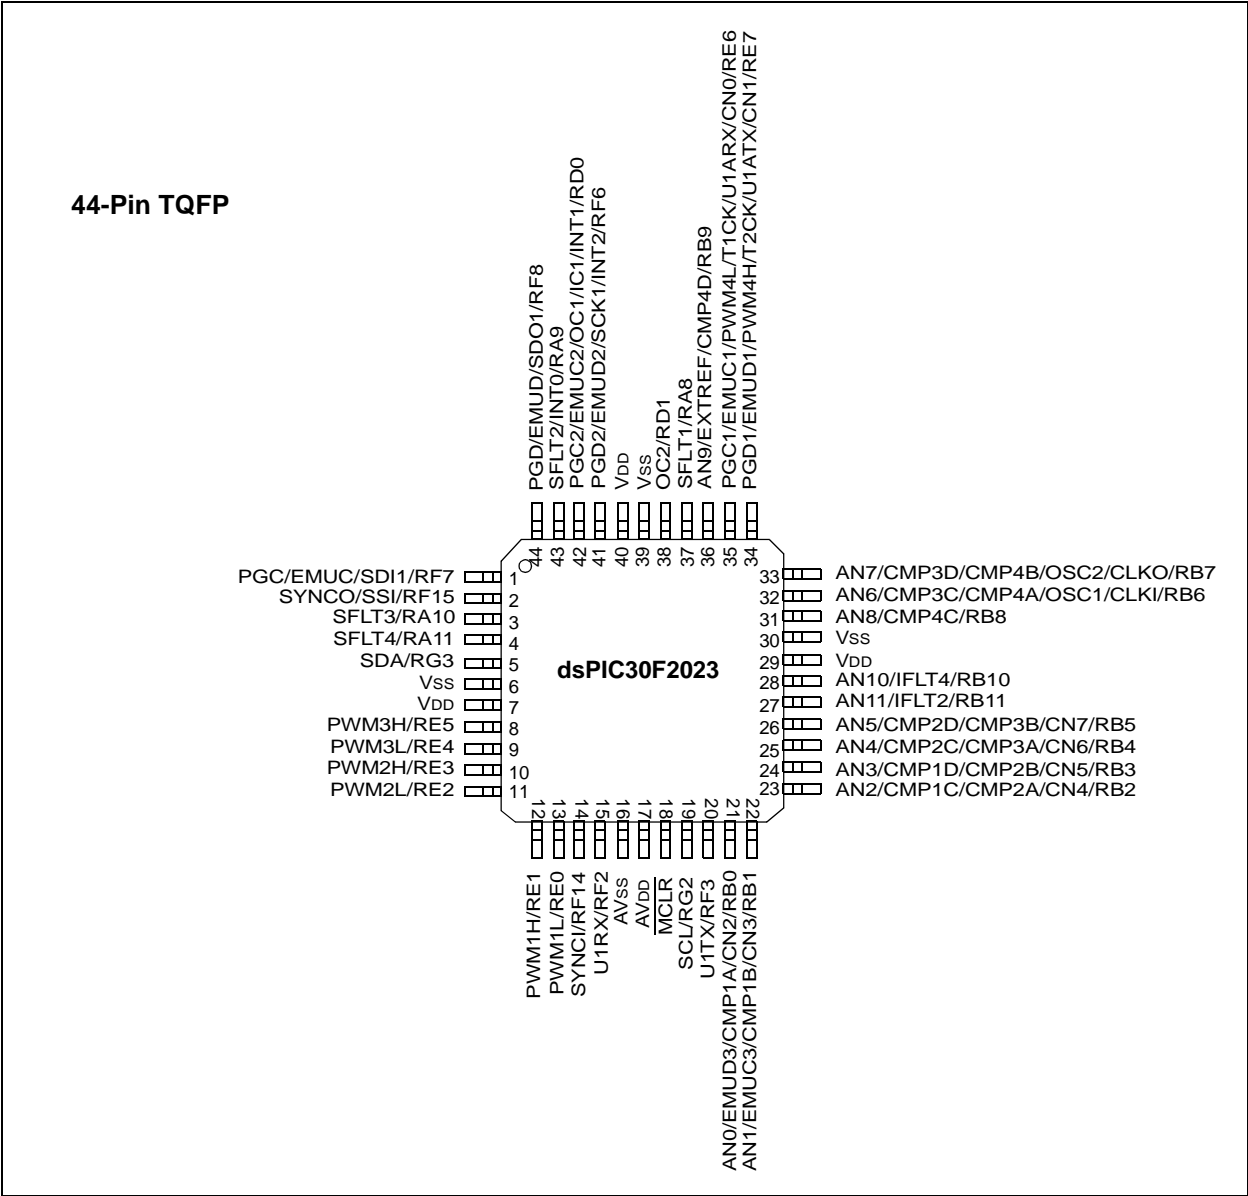 44-Pin TQFP
PGD/EMUD/SDO1/RF8
SFLT2/INT0/RA9
PGC2/EMUC2/OC1/IC1/INT1/RD0
PGD2/EMUD2/SCK1/INT2/RF6
VDD
VSS
OC2/RD1
SFLT1/RA8
AN9/EXTREF/CMP4D/RB9
PGC1/EMUC1/PWM4L/T1CK/U1ARX/CN0/RE6
PGD1/EMUD1/PWM4H/T2CK/U1ATX/CN1/RE7
44 43 42 41 40 39 38 37 36 35 34
PGC/EMUC/SDI1/RF7 1
SYNCO/SSI/RF15 2
SFLT3/RA10 3
SFLT4/RA11 4
SDA/RG3 5
VSS 6
VDD 7
PWM3H/RE5 8
PWM3L/RE4 9
PWM2H/RE3 10
PWM2L/RE2 11
dsPIC30F2023
33 AN7/CMP3D/CMP4B/OSC2/CLKO/RB7
32 AN6/CMP3C/CMP4A/OSC1/CLKI/RB6
31 AN8/CMP4C/RB8
30 VSS
29 VDD
28 AN10/IFLT4/RB10
27 AN11/IFLT2/RB11
26 AN5/CMP2D/CMP3B/CN7/RB5
25 AN4/CMP2C/CMP3A/CN6/RB4
24 AN3/CMP1D/CMP2B/CN5/RB3
23 AN2/CMP1C/CMP2A/CN4/RB2
12 13 14 15 16 17 18 19 20 21 22
PWM1H/RE1
PWM1L/RE0
SYNCI/RF14
U1RX/RF2
AVSS
AVDD
MCLR
SCL/RG2
U1TX/RF3
AN0/EMUD3/CMP1A/CN2/RB0
AN1/EMUC3/CMP1B/CN3/RB1